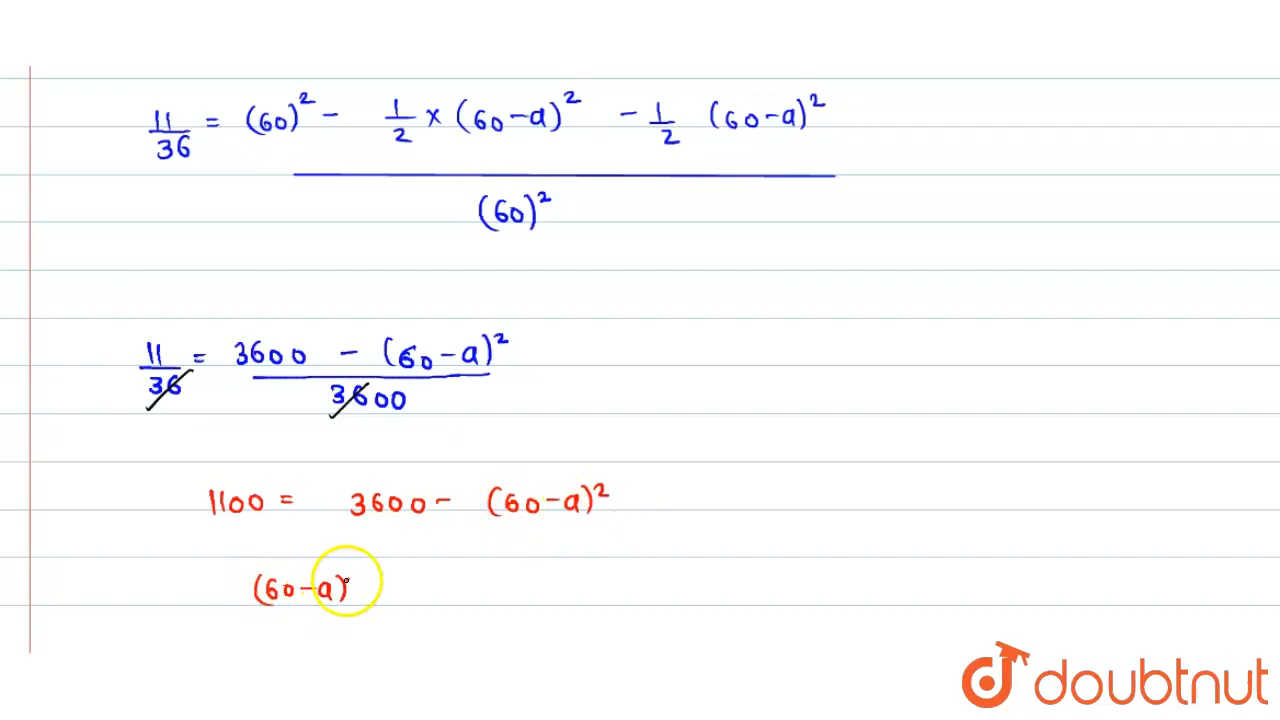 11/36 = (60)² - 1/2 × (60-a)² - 1/2 (60-a)²
(60)²
11/36 = 3600 - (60-a)²
3600
1100 = 3600 - (60-a)²
(60-a)
doubtnut